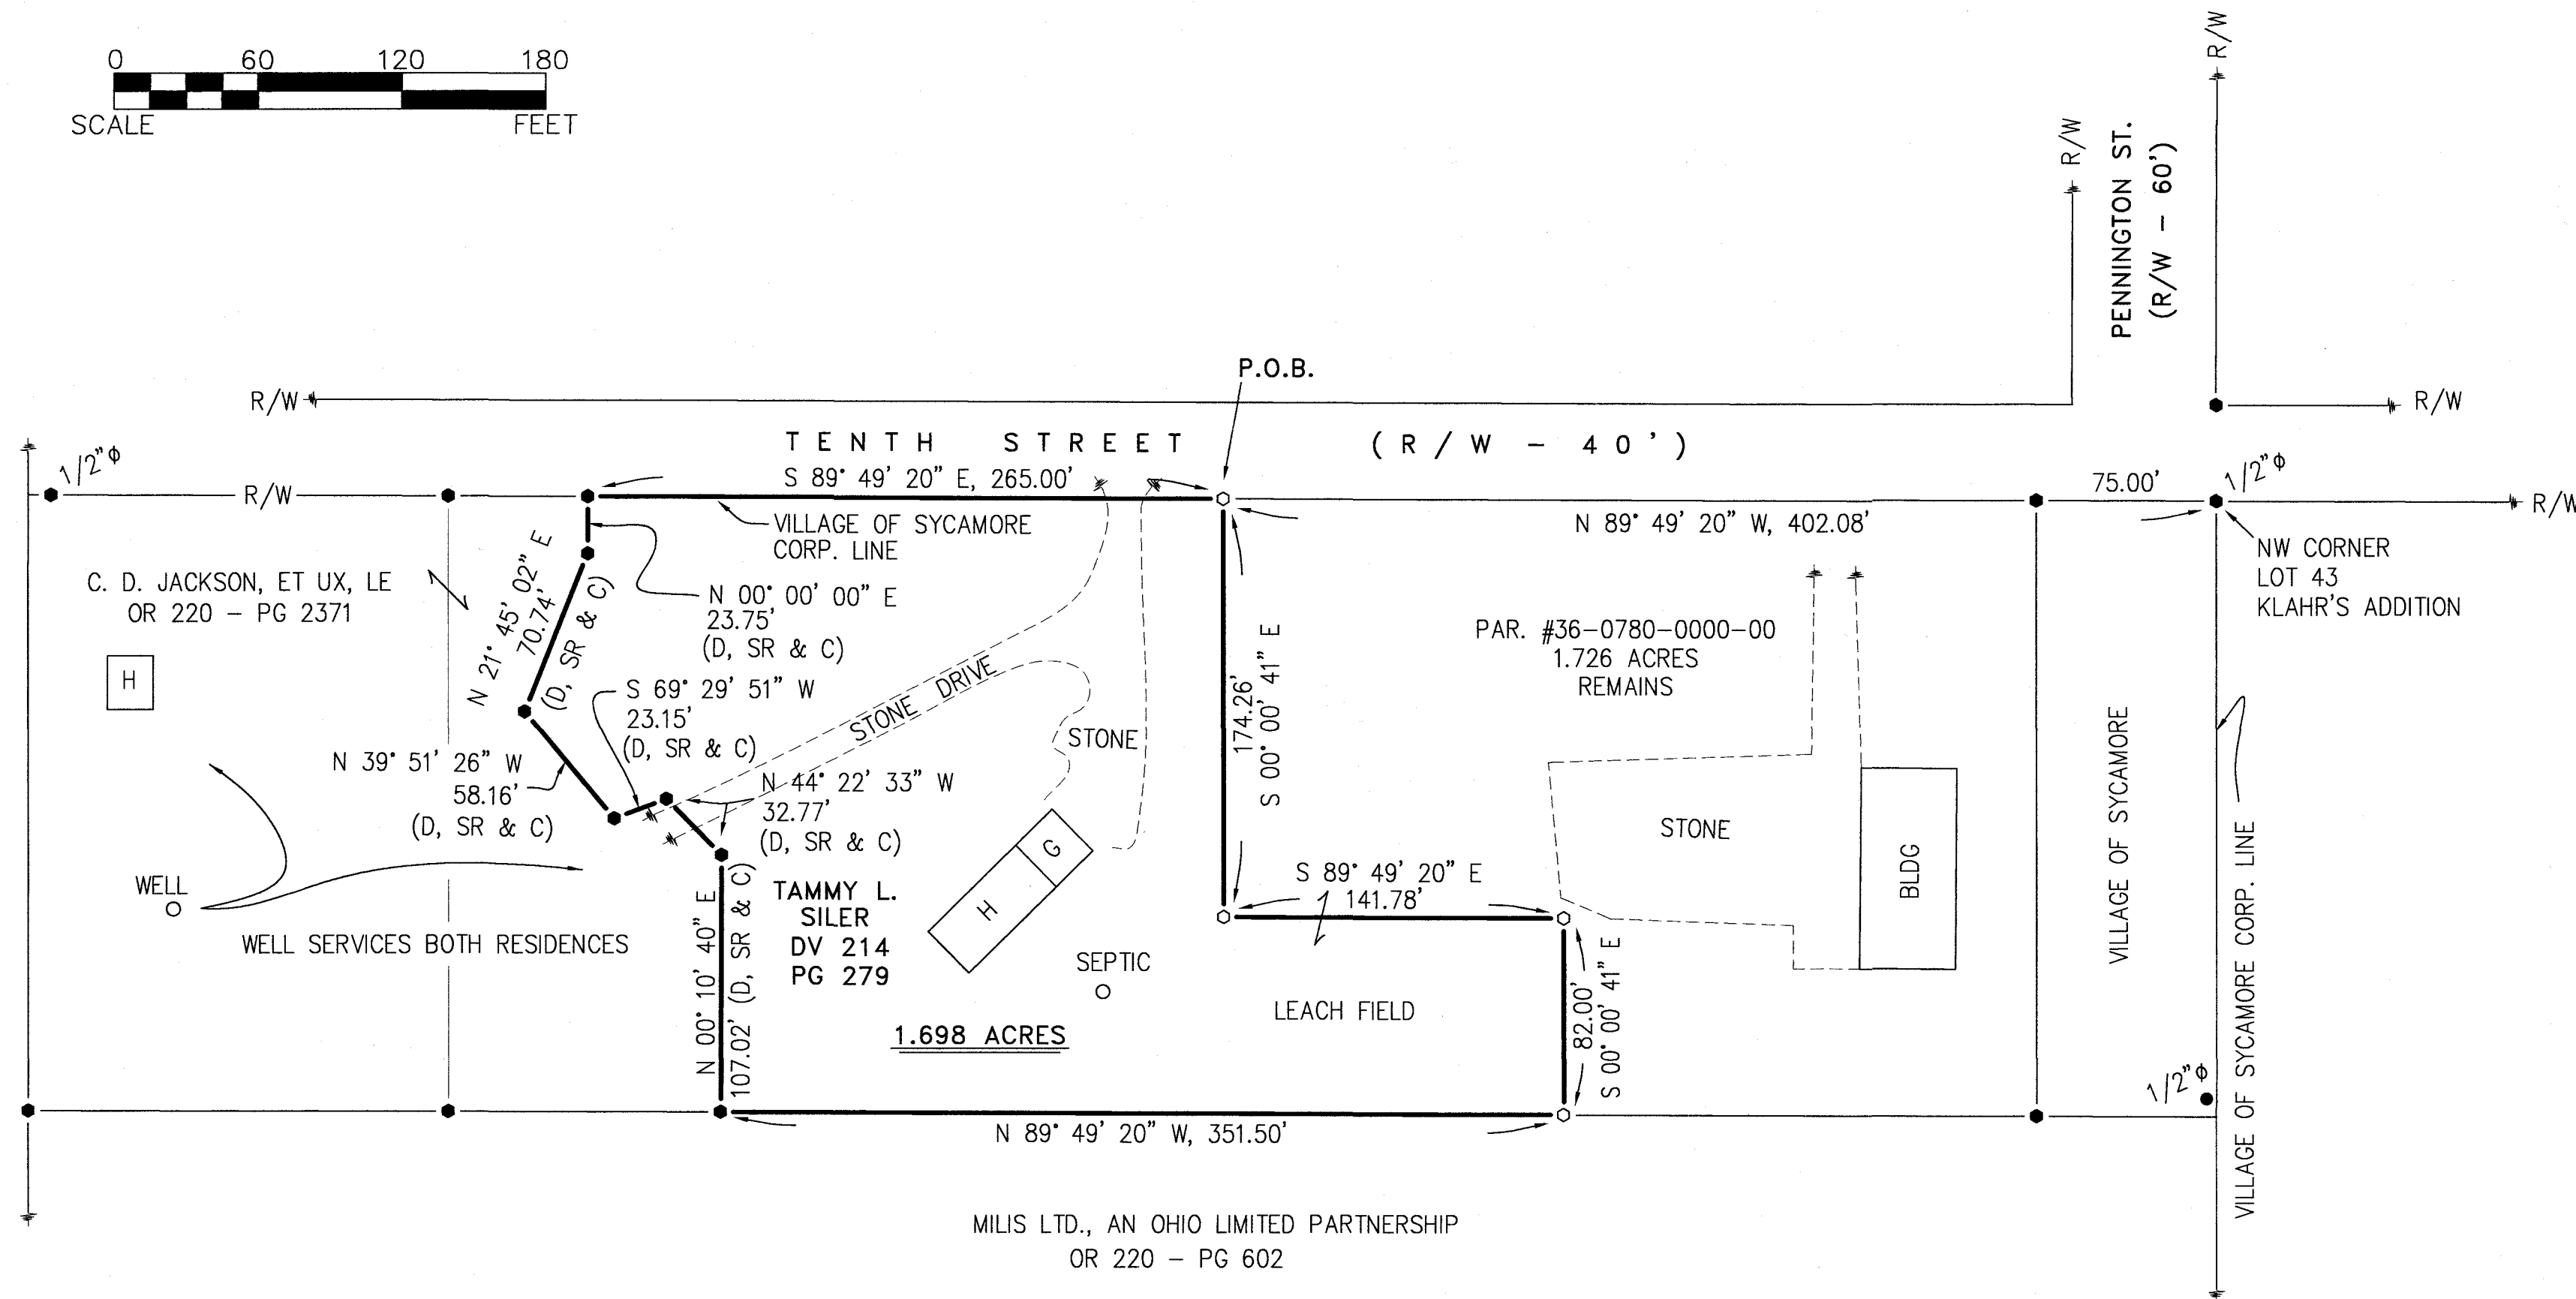 0 60 120 180
SCALE FEET
R/W
R/W
PENNINGTON ST.
(R/W - 60')
P.O.B.
R/W
R/W
TENTH STREET (R/W - 40')
1/2"ϕ
R/W
S 89° 49' 20" E, 265.00'
VILLAGE OF SYCAMORE
CORP. LINE
N 89° 49' 20" W, 402.08'
75.00'
1/2"ϕ
R/W
NW CORNER
LOT 43
KLAHR'S ADDITION
C. D. JACKSON, ET UX, LE
OR 220 - PG 2371
H
N 21° 45' 02" E
70.74'
(D, SR & C)
N 00° 00' 00" E
23.75'
(D, SR & C)
S 69° 29' 51" W
23.15'
(D, SR & C)
STONE DRIVE
STONE
174.26'
S 00° 00' 41" E
PAR. #36-0780-0000-00
1.726 ACRES
REMAINS
N 39° 51' 26" W
58.16'
(D, SR & C)
N 44° 22' 33" W
32.77'
(D, SR & C)
STONE
BLDG
VILLAGE OF SYCAMORE
VILLAGE OF SYCAMORE CORP. LINE
WELL
WELL SERVICES BOTH RESIDENCES
N 00° 10' 40" E
107.02' (D, SR & C)
TAMMY L.
SILER
DV 214
PG 279
H
G
S 89° 49' 20" E
141.78'
SEPTIC
LEACH FIELD
1.698 ACRES
82.00'
S 00° 00' 41" E
1/2"ϕ
N 89° 49' 20" W, 351.50'
MILIS LTD., AN OHIO LIMITED PARTNERSHIP
OR 220 - PG 602